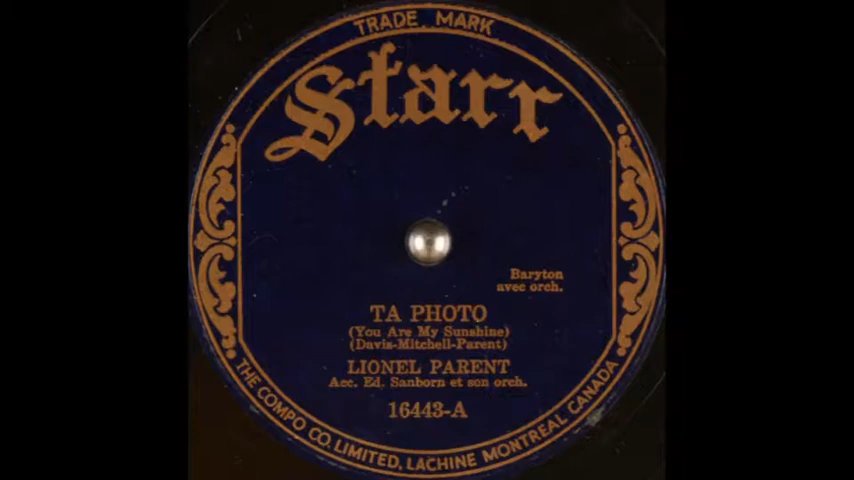 TRADE MARK
Starr
Baryton
avec orch.
TA PHOTO
(You Are My Sunshine)
(Davis-Mitchell-Parent)
LIONEL PARENT
Acc. Ed. Sanborn et son orch.
16443-A
THE COMPO CO. LIMITED, LACHINE MONTREAL CANADA